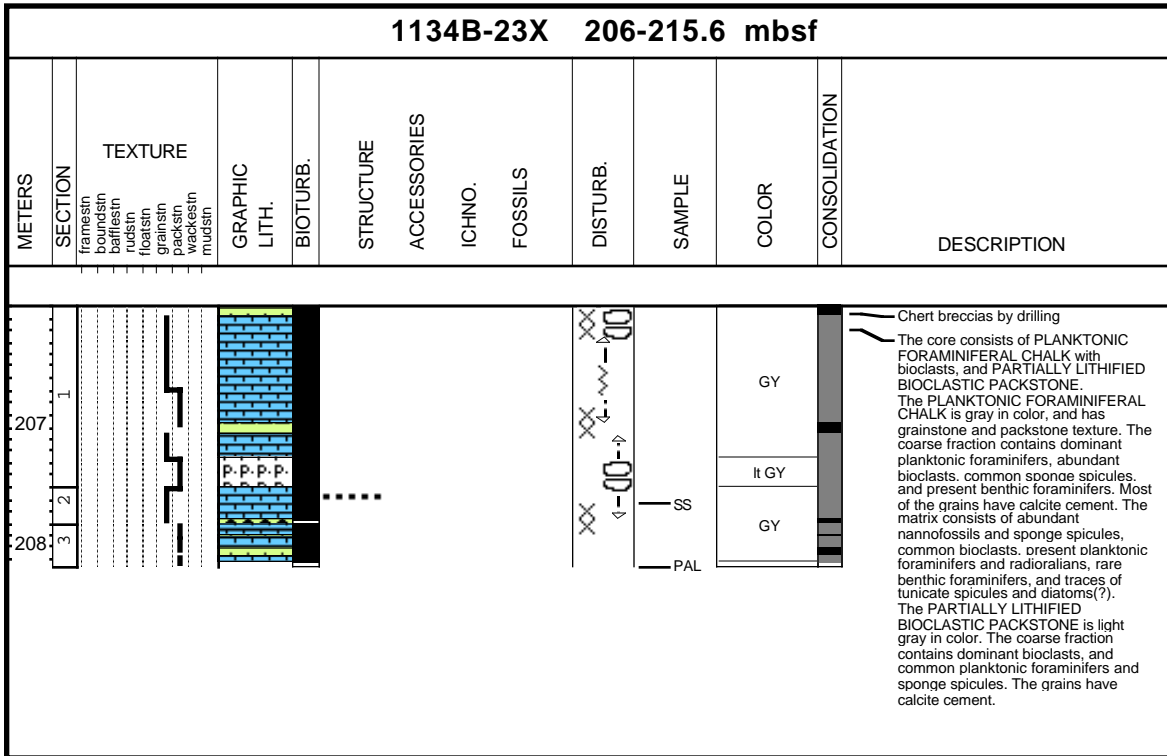 1134B-23X 206-215.6 mbsf
METERS
SECTION
TEXTURE
framestn
boundstn
bafflestn
rudstn
floatstn
grainstn
packstn
wackestn
mudstn
GRAPHIC
LITH.
BIOTURB.
STRUCTURE
ACCESSORIES
ICHNO.
FOSSILS
DISTURB.
SAMPLE
COLOR
CONSOLIDATION
DESCRIPTION
207
208
1
2
3
P P P P
SS
PAL
GY
lt GY
GY
Chert breccias by drilling
The core consists of PLANKTONIC
FORAMINIFERAL CHALK with
bioclasts, and PARTIALLY LITHIFIED
BIOCLASTIC PACKSTONE.
The PLANKTONIC FORAMINIFERAL
CHALK is gray in color, and has
grainstone and packstone texture. The
coarse fraction contains dominant
planktonic foraminifers, abundant
bioclasts, common sponge spicules,
and present benthic foraminifers. Most
of the grains have calcite cement. The
matrix consists of abundant
nannofossils and sponge spicules,
common bioclasts, present planktonic
foraminifers and radioralians, rare
benthic foraminifers, and traces of
tunicate spicules and diatoms(?).
The PARTIALLY LITHIFIED
BIOCLASTIC PACKSTONE is light
gray in color. The coarse fraction
contains dominant bioclasts, and
common planktonic foraminifers and
sponge spicules. The grains have
calcite cement.